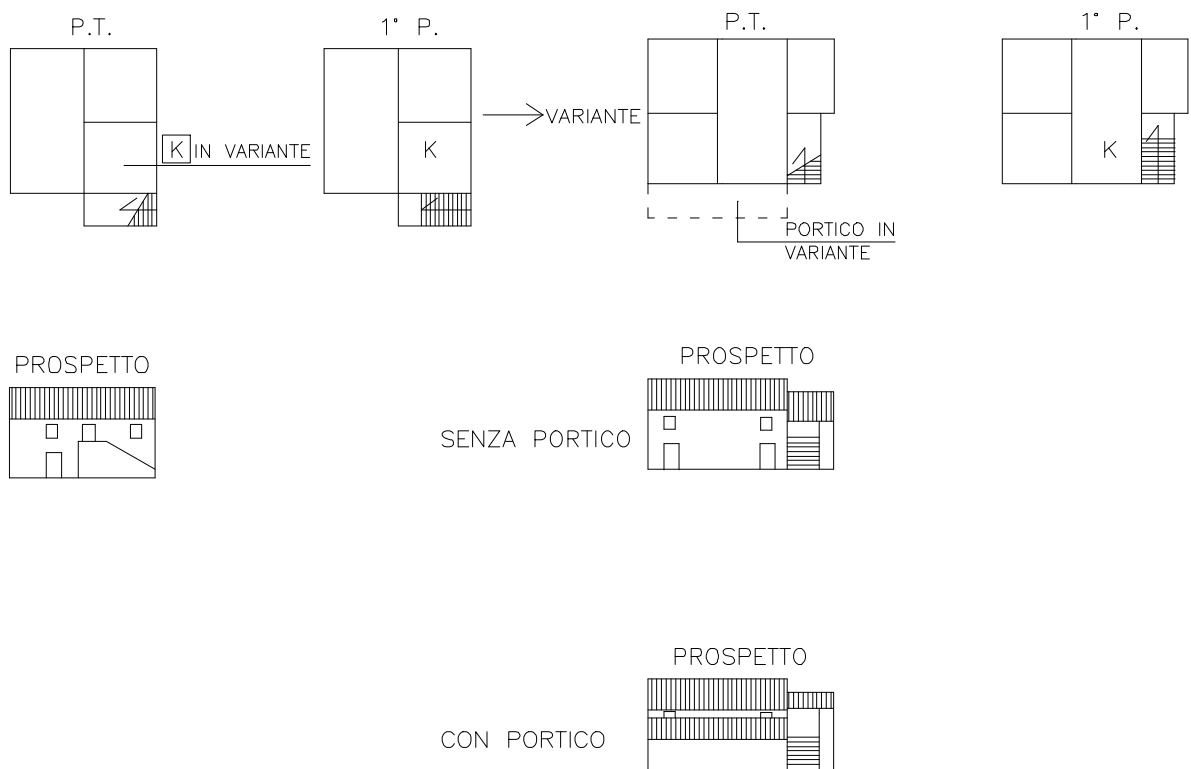 P.T.
1° P.
P.T.
1° P.
K IN VARIANTE
K
VARIANTE
K
PORTICO IN
VARIANTE
PROSPETTO
PROSPETTO
SENZA PORTICO
PROSPETTO
CON PORTICO